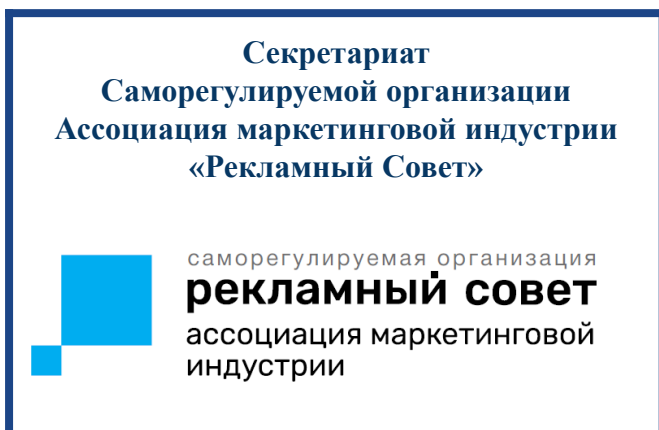 Секретариат
Саморегулируемой организации
Ассоциация маркетинговой индустрии
«Рекламный Совет»
саморегулируемая организация
рекламный совет
ассоциация маркетинговой
индустрии